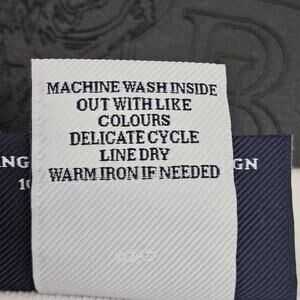 MACHINE WASH INSIDE
OUT WITH LIKE
COLOURS
DELICATE CYCLE
LINE DRY
WARM IRON IF NEEDED